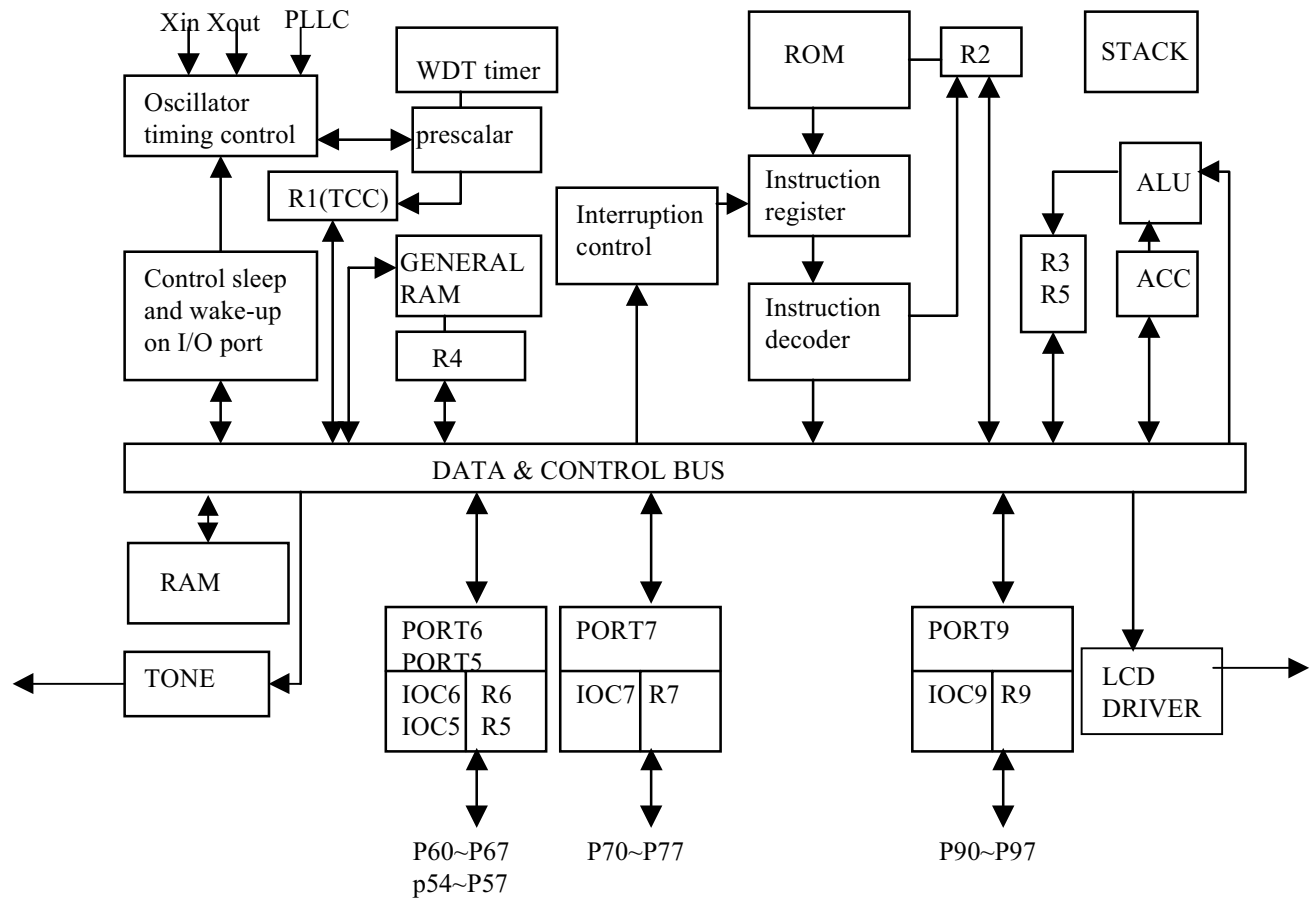 Xin Xout
PLLC
WDT timer
ROM
R2
STACK
Oscillator
timing control
prescalar
R1(TCC)
Interruption
control
Instruction
register
ALU
Control sleep
and wake-up
on I/O port
GENERAL
RAM
R4
Instruction
decoder
R3
R5
ACC
DATA & CONTROL BUS
RAM
TONE
PORT6
PORT5
IOC6
IOC5
R6
R5
PORT7
IOC7
R7
PORT9
IOC9
R9
LCD
DRIVER
P60~P67
p54~P57
P70~P77
P90~P97